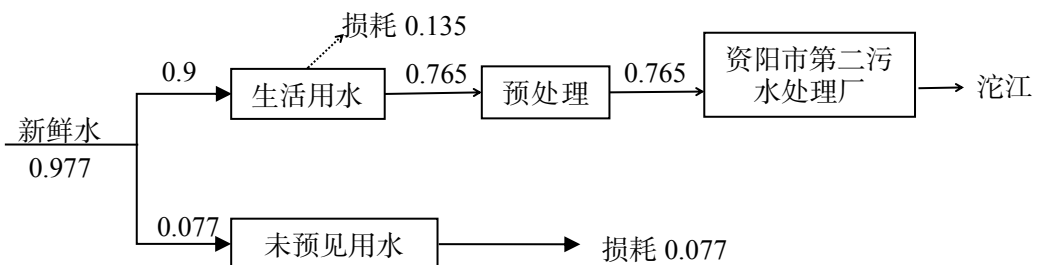 损耗 0.135
0.9
生活用水
0.765
预处理
0.765
资阳市第二污
水处理厂
沱江
新鲜水
0.977
0.077
未预见用水
损耗 0.077